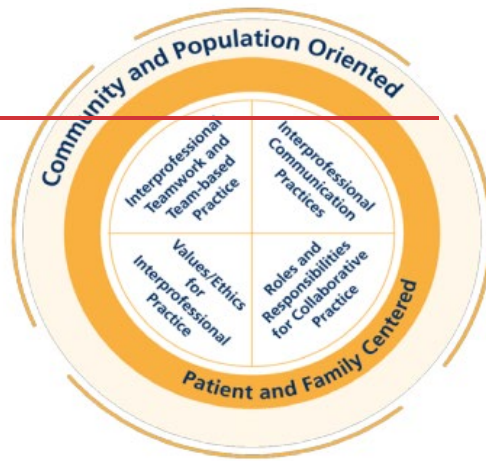 Community and Population Oriented
Interprofessional
Teamwork and
Team-based
Practice
Interprofessional
Communication
Practices
Values/Ethics
for
Interprofessional
Practice
Roles and
Responsibilities
for Collaborative
Practice
Patient and Family Centered